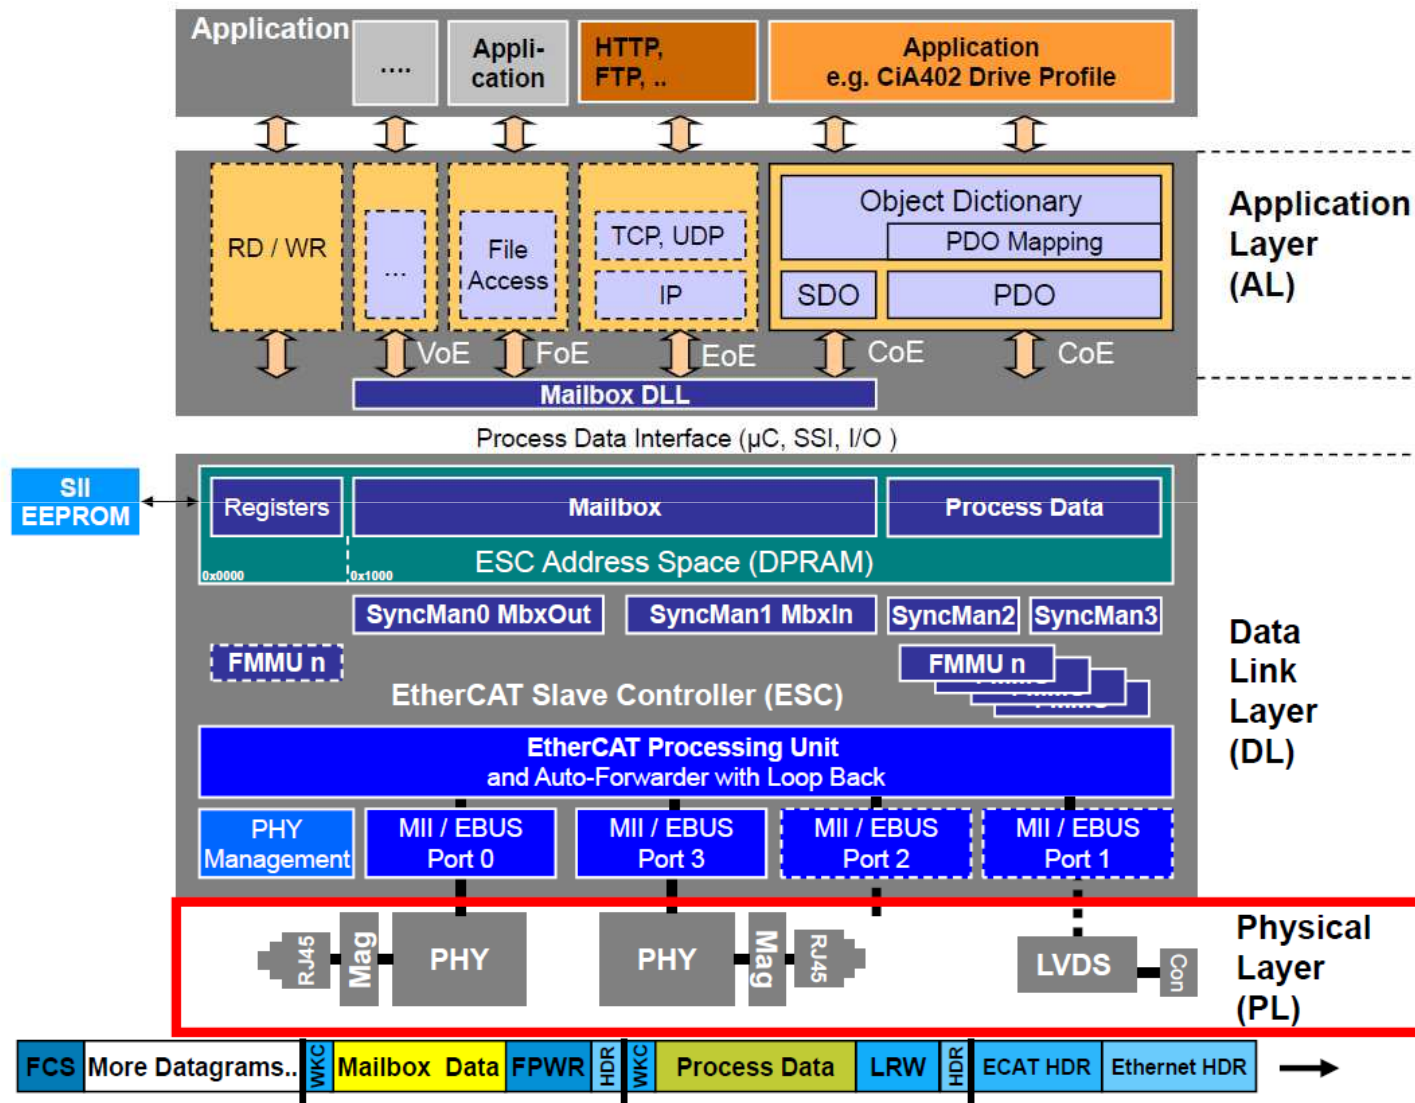 Application
....
Appli-
cation
HTTP,
FTP, ..
Application
e.g. CiA402 Drive Profile
RD / WR
...
File
Access
TCP, UDP
IP
Object Dictionary
PDO Mapping
SDO
PDO
Application
Layer
(AL)
VoE
FoE
EoE
CoE
CoE
Mailbox DLL
Process Data Interface (µC, SSI, I/O )
SII
EEPROM
Registers
Mailbox
Process Data
ESC Address Space (DPRAM)
0x0000
0x1000
SyncMan0 MbxOut
SyncMan1 MbxIn
SyncMan2
SyncMan3
FMMU n
FMMU n
EtherCAT Slave Controller (ESC)
Data
Link
Layer
(DL)
EtherCAT Processing Unit
and Auto-Forwarder with Loop Back
PHY
Management
MII / EBUS
Port 0
MII / EBUS
Port 3
MII / EBUS
Port 2
MII / EBUS
Port 1
RJ45
Mag
PHY
PHY
Mag
RJ45
LVDS
Con
Physical
Layer
(PL)
FCS
More Datagrams..
WKC
Mailbox Data
FPWR
HDR
WKC
Process Data
LRW
HDR
ECAT HDR
Ethernet HDR